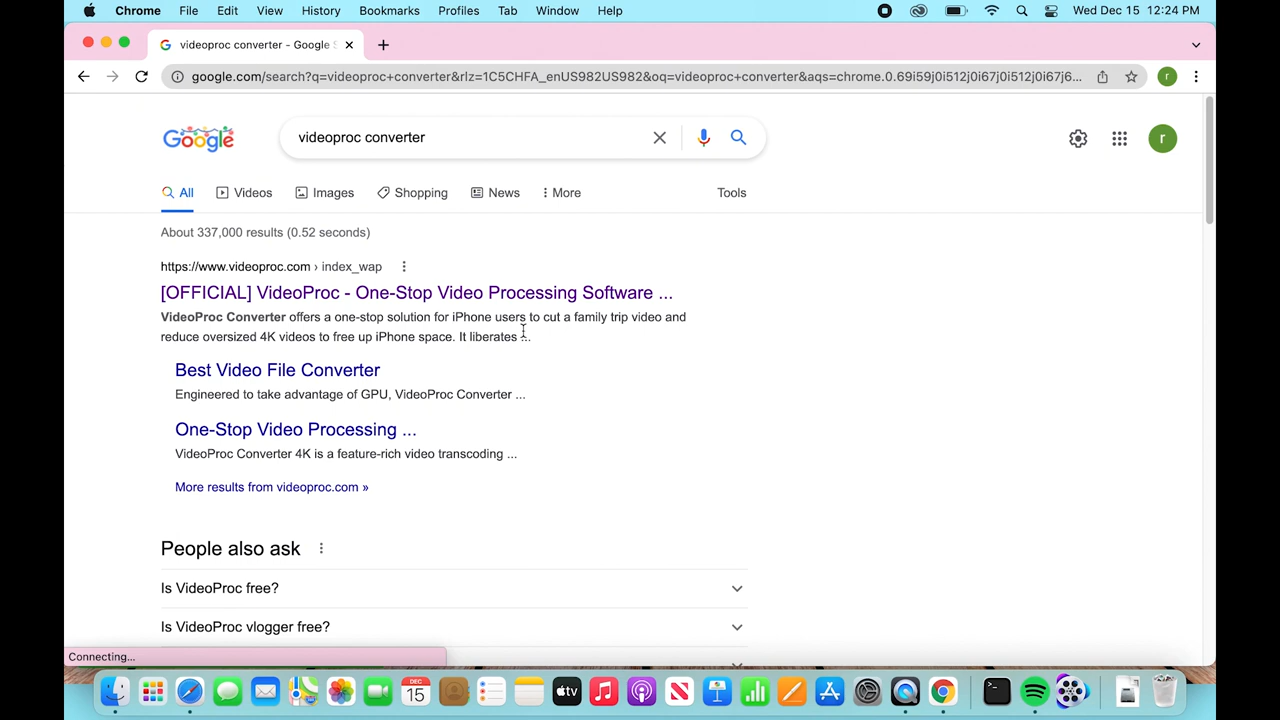 Chrome File Edit View History Bookmarks Profiles Tab Window Help Wed Dec 15 12:24 PM
videoproc converter - Google S
google.com/search?q=videoproc+converter&rlz=1C5CHFA_enUS982US982&oq=videoproc+converter&aqs=chrome.0.69i59j0i512j0i67j0i512j0i67j6... r
Google videoproc converter r
All Videos Images Shopping News More Tools
About 337,000 results (0.52 seconds)
https://www.videoproc.com › index_wap
[OFFICIAL] VideoProc - One-Stop Video Processing Software ...
VideoProc Converter offers a one-stop solution for iPhone users to cut a family trip video and
reduce oversized 4K videos to free up iPhone space. It liberates ...
Best Video File Converter
Engineered to take advantage of GPU, VideoProc Converter ...
One-Stop Video Processing ...
VideoProc Converter 4K is a feature-rich video transcoding ...
More results from videoproc.com »
People also ask
Is VideoProc free?
Is VideoProc vlogger free?
Connecting...
DEC
15
tv